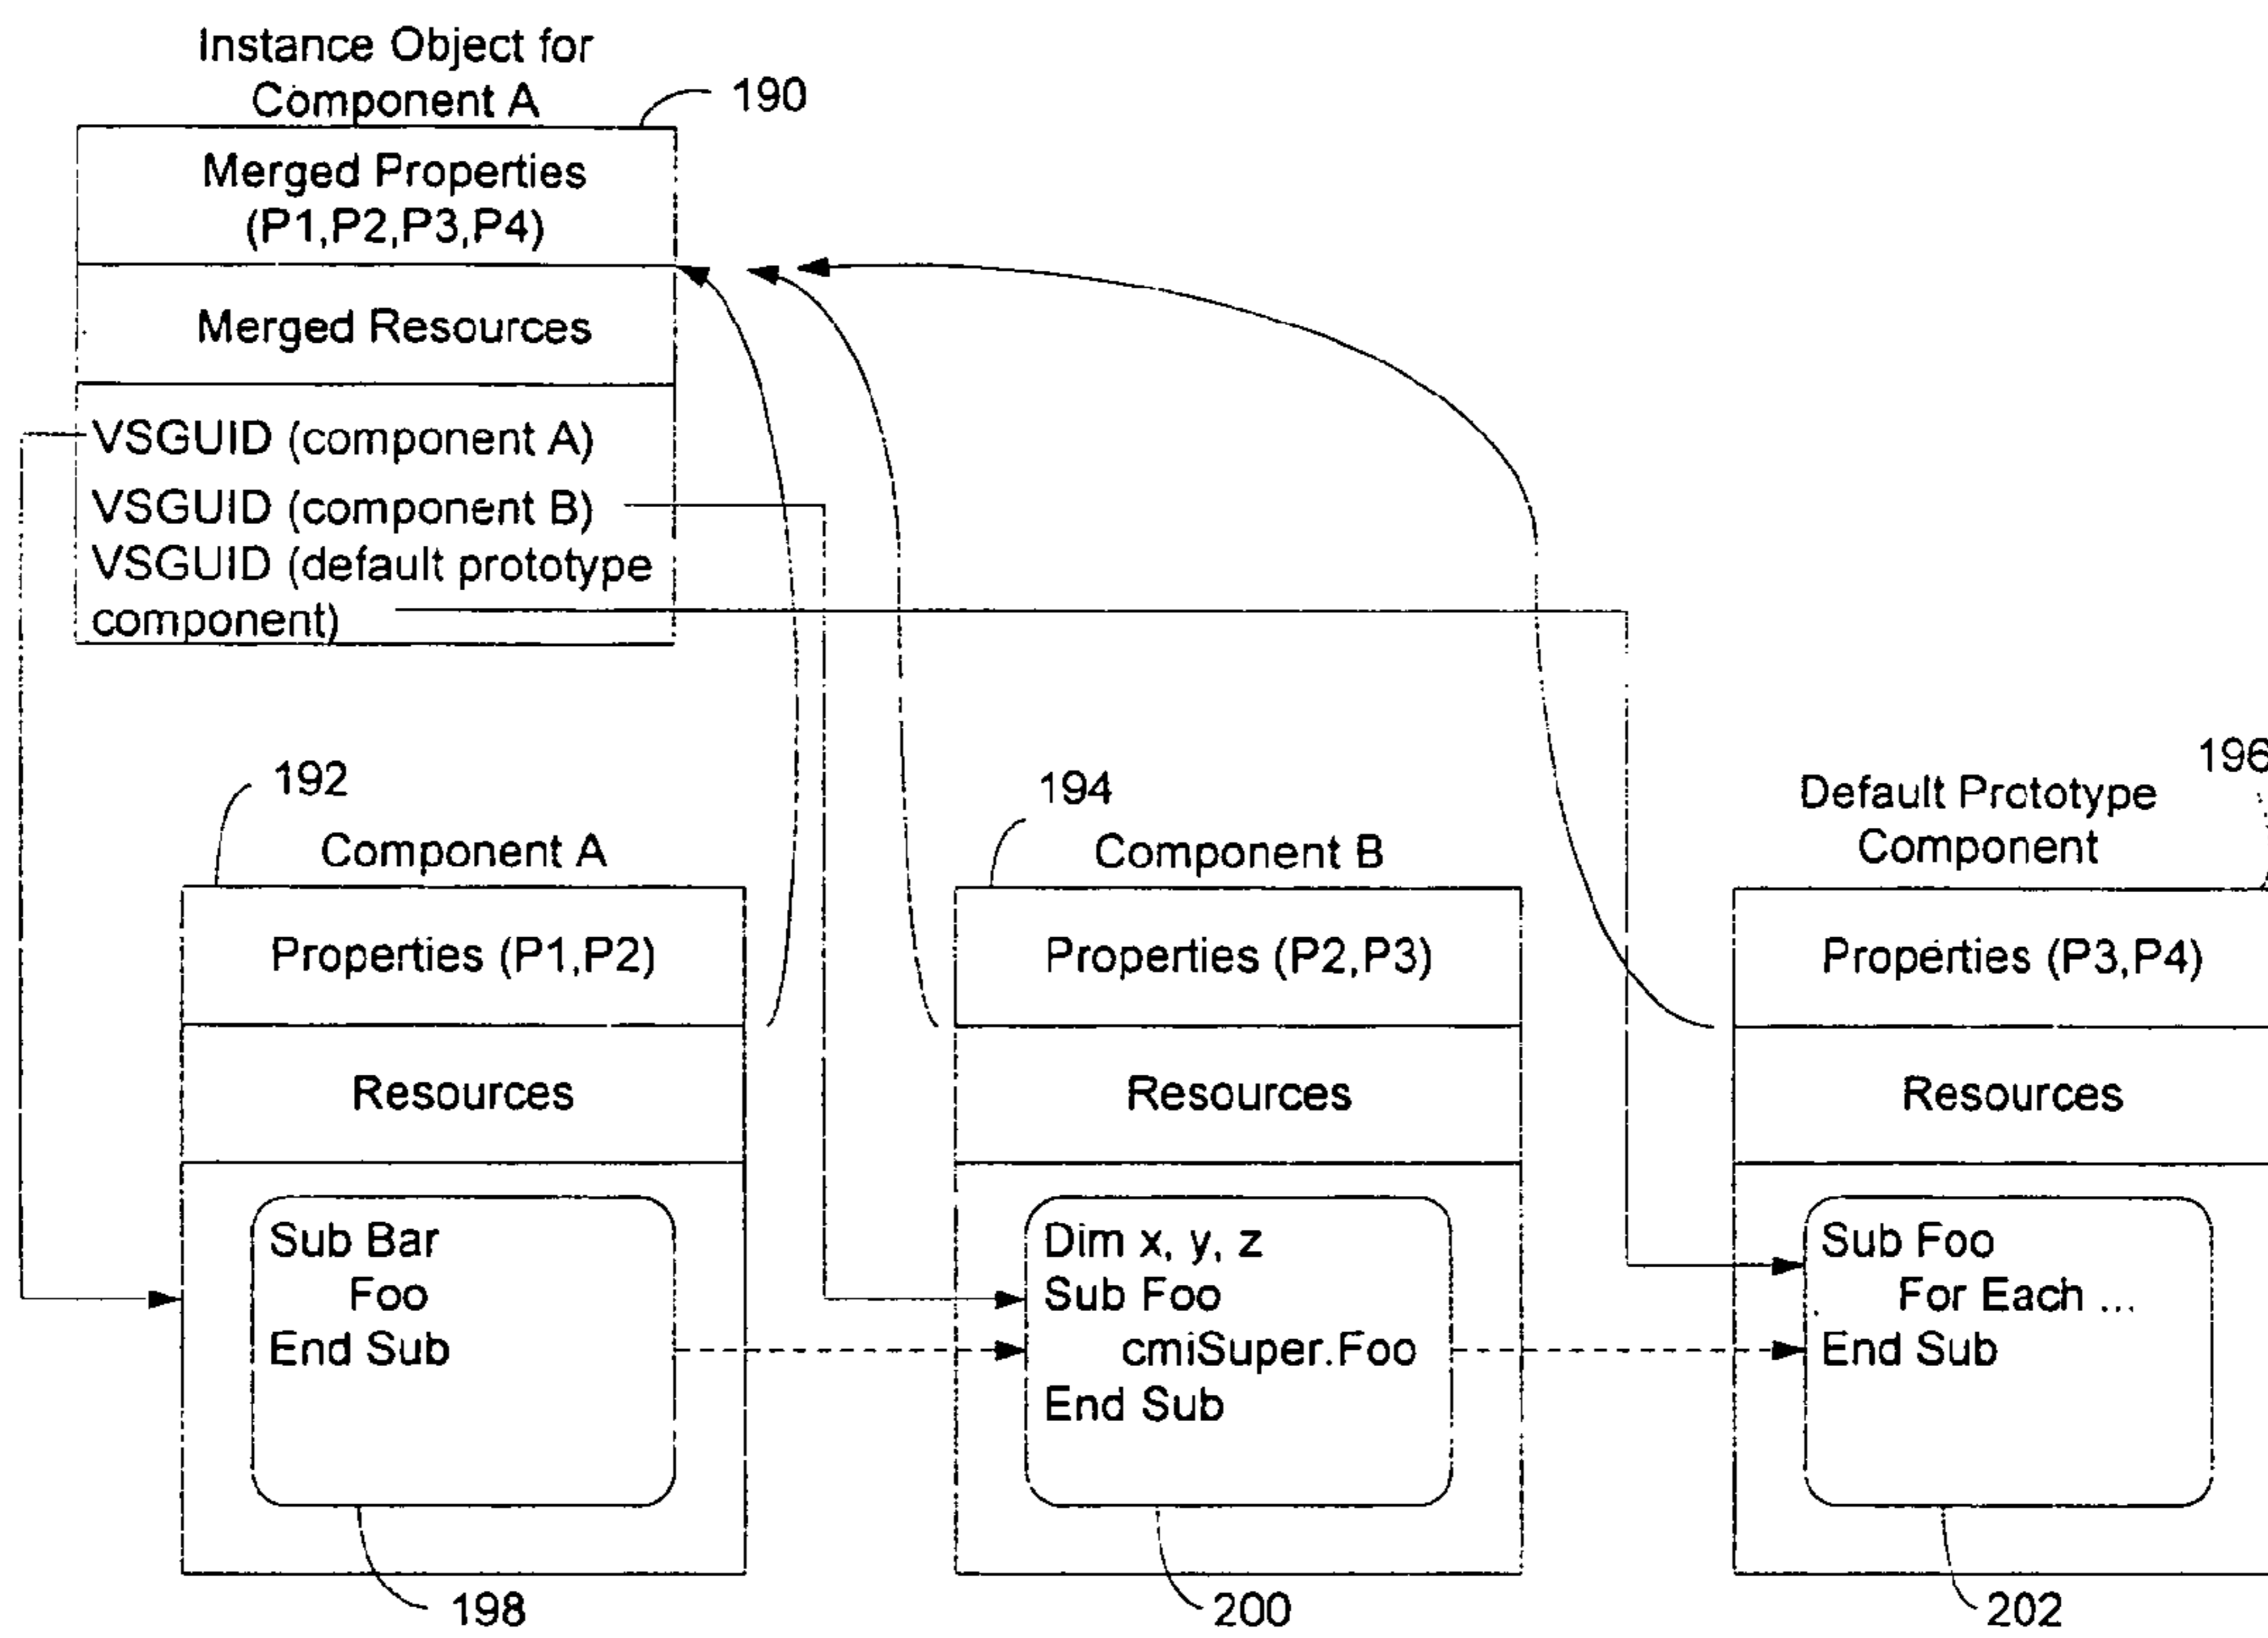 Instance Object for
Component A
190
Merged Properties
(P1,P2,P3,P4)
Merged Resources
VSGUID (component A)
VSGUID (component B)
VSGUID (default prototype
component)
192
Component A
Properties (P1,P2)
Resources
Sub Bar
Foo
End Sub
198
194
Component B
Properties (P2,P3)
Resources
Dim x, y, z
Sub Foo
cmiSuper.Foo
End Sub
200
196
Default Prototype
Component
Properties (P3,P4)
Resources
Sub Foo
For Each ...
End Sub
202